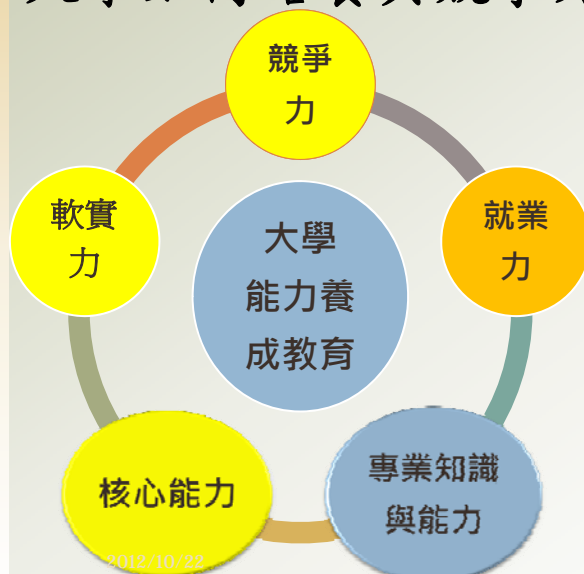 競爭
力
軟實
力
就業
力
大學
能力養
成教育
核心能力
專業知識
與能力
2012/10/22